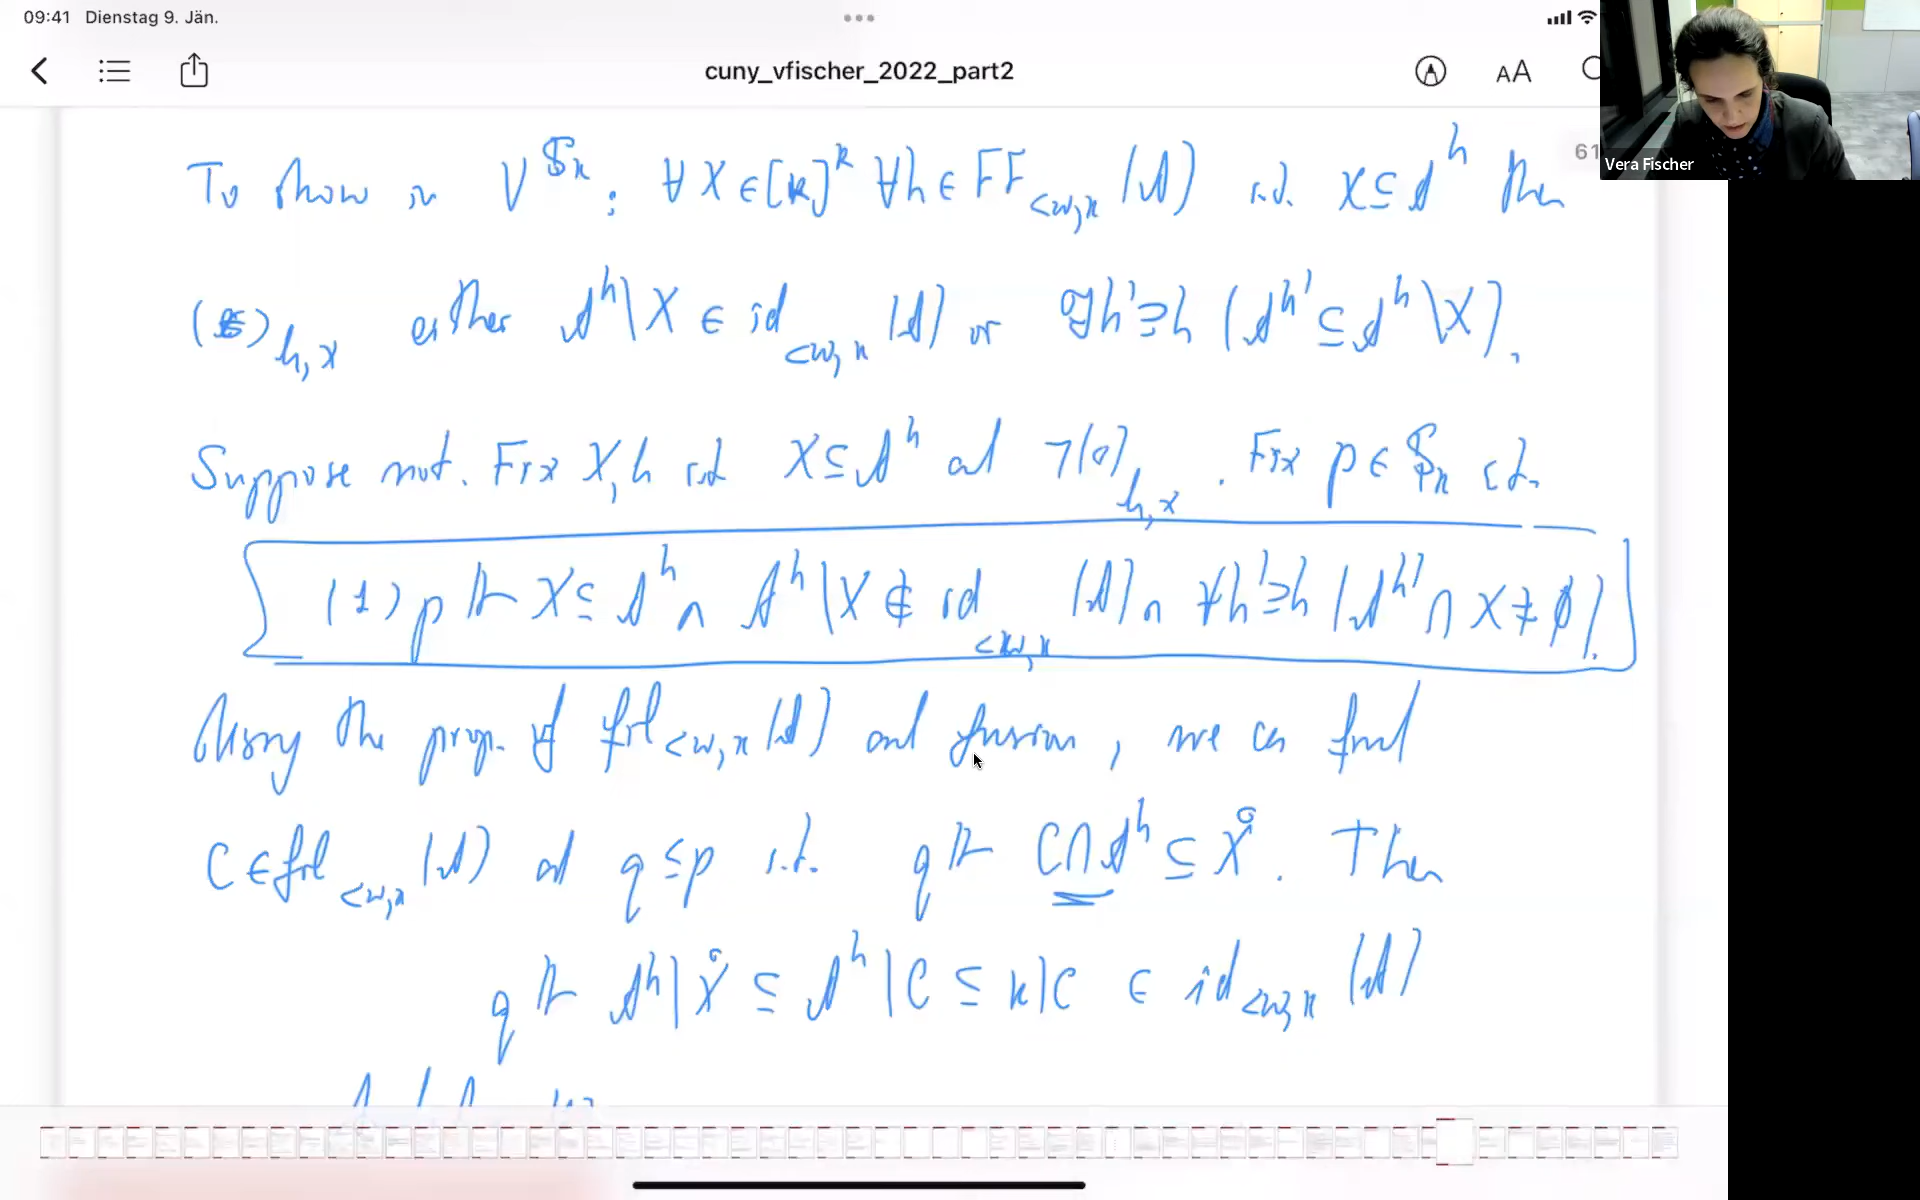 09:41 Dienstag 9. Jän.
cuny_vfischer_2022_part2
AA
61
Vera Fischer
To show in V^{𝕊_κ}: ∀X∈[κ]^κ ∀h∈FF_{<ω,κ}(𝒜) s.t. X⊆𝒜^h then
( )_{h,X} either 𝒜^h\X ∈ id_{<ω,κ}(𝒜) or ∃h'⊇h (𝒜^{h'}⊆𝒜^h\X).
Suppose not. Fix X,h s.t. X⊆𝒜^h and ¬( )_{h,X}. Fix p∈𝕊_κ s.t.
(1) p ⊩ X⊆𝒜^h ∧ 𝒜^h\X ∉ id_{<ω,κ}(𝒜) ∧ ∀h'⊇h (𝒜^{h'}∩X≠∅).
Using the prop. of fil_{<ω,κ}(𝒜) and fusion, we can find
C∈fil_{<ω,κ}(𝒜) and q≤p s.t. q ⊩ C∩𝒜^h ⊆ X̊. Then
q ⊩ 𝒜^h\X̊ ⊆ 𝒜^h\C ⊆ κ\C ∈ id_{<ω,κ}(𝒜)